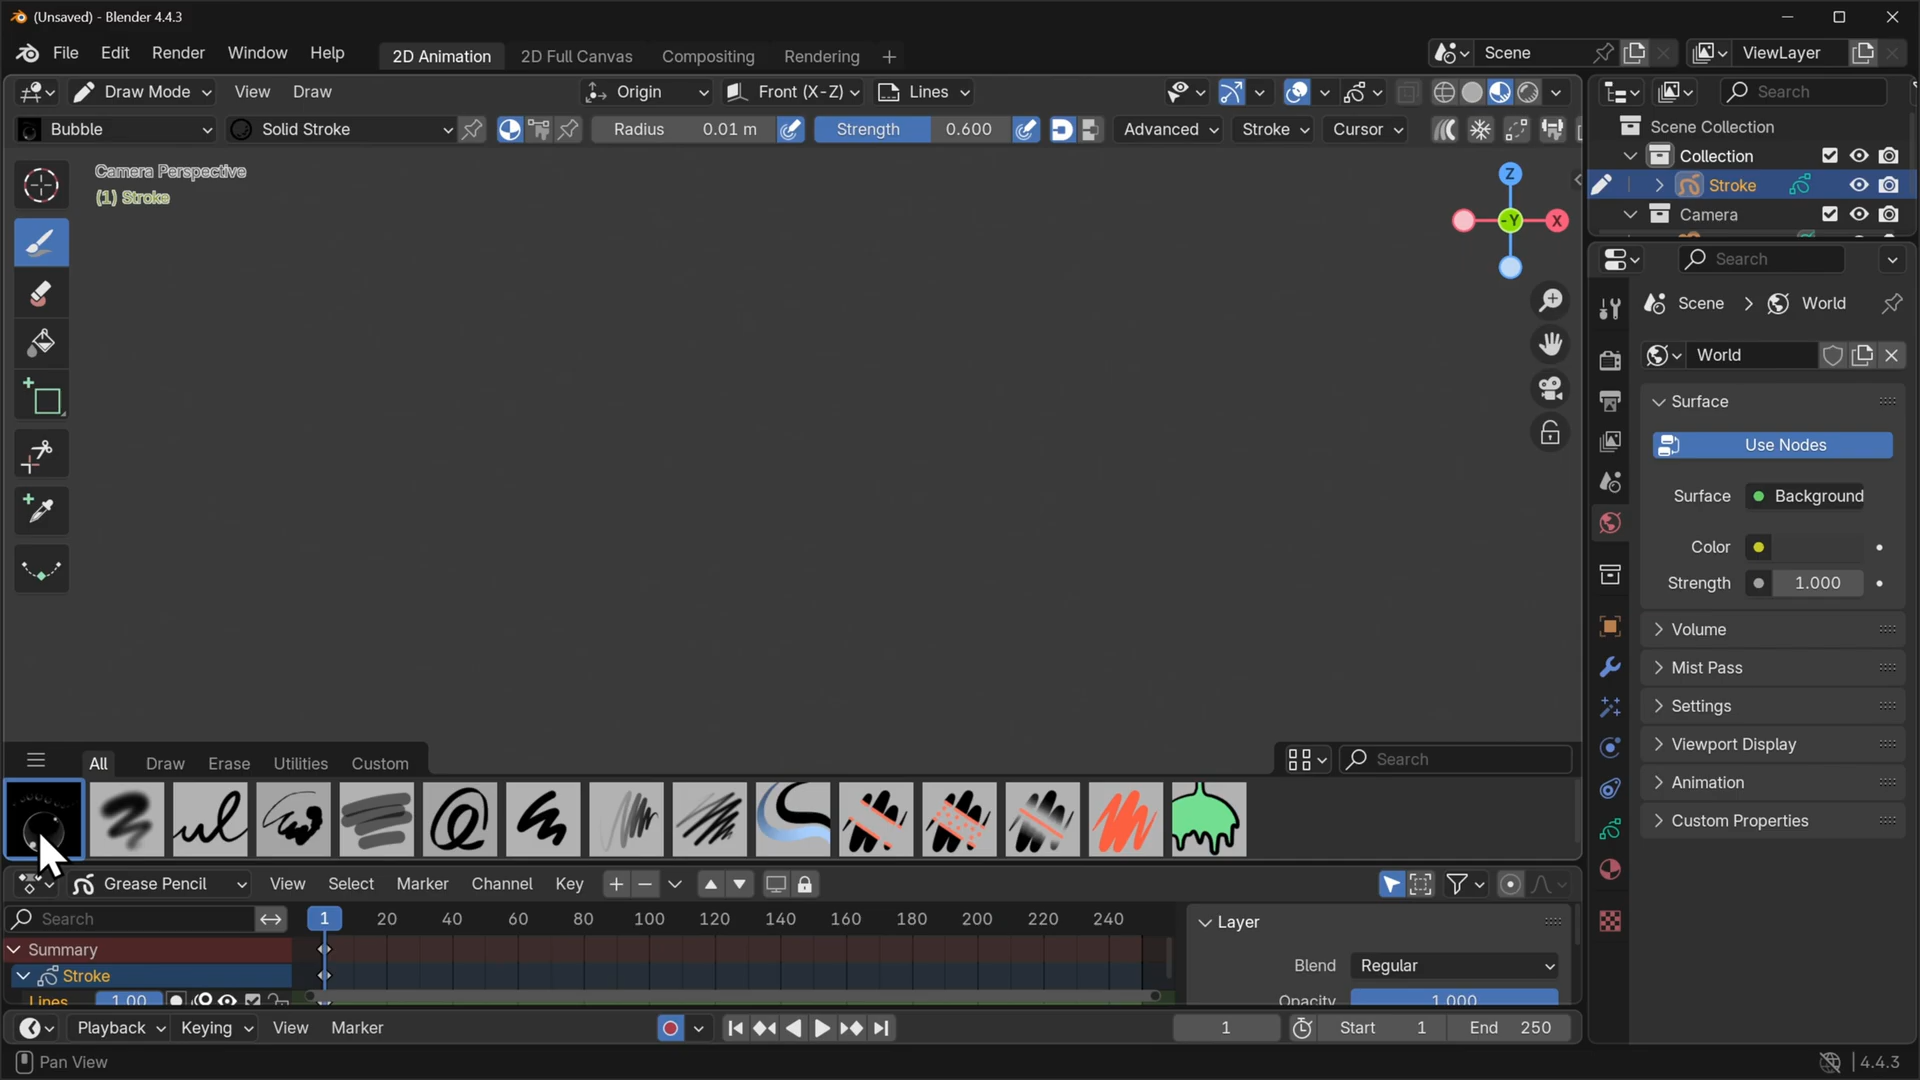 (Unsaved) - Blender 4.4.3
File Edit Render Window Help 2D Animation 2D Full Canvas Compositing Rendering + Scene ViewLayer
Draw Mode View Draw Origin Front (X-Z) Lines Search
Bubble Solid Stroke Radius 0.01 m Strength 0.600 Advanced Stroke Cursor
Scene Collection
Collection
Stroke
Camera
Camera Perspective
(1) Stroke
Z
-Y X
Search
Scene > World
World
Surface
Use Nodes
Surface Background
Color
Strength 1.000
Volume
Mist Pass
Settings
Viewport Display
Animation
Custom Properties
All Draw Erase Utilities Custom Search
Grease Pencil View Select Marker Channel Key
Search 1 20 40 60 80 100 120 140 160 180 200 220 240
Summary
Stroke
Lines 1.00
Layer
Blend Regular
Opacity 1.000
Playback Keying View Marker 1 Start 1 End 250
Pan View 4.4.3